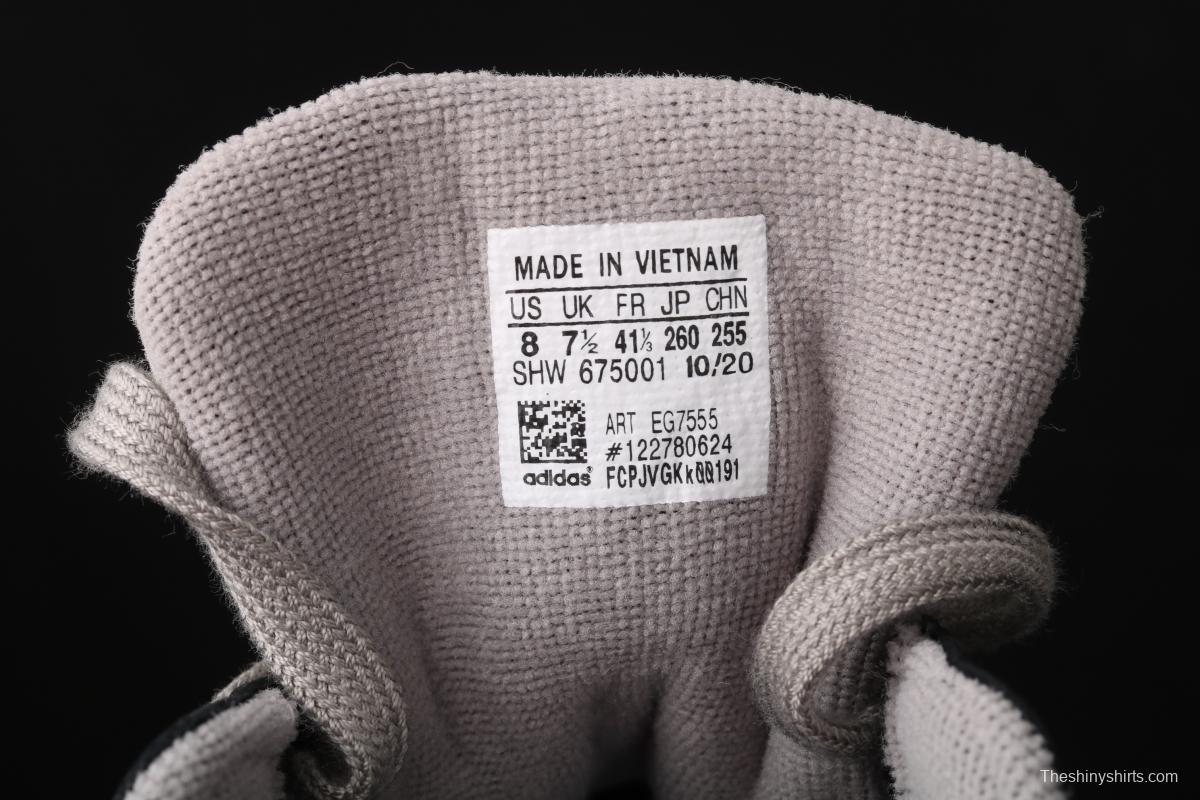 MADE IN VIETNAM
US UK FR JP CHN
8 7½ 41⅓ 260 255
SHW 675001 10/20
ART EG7555
#122780624
adidas®
Theshinyshirts.com